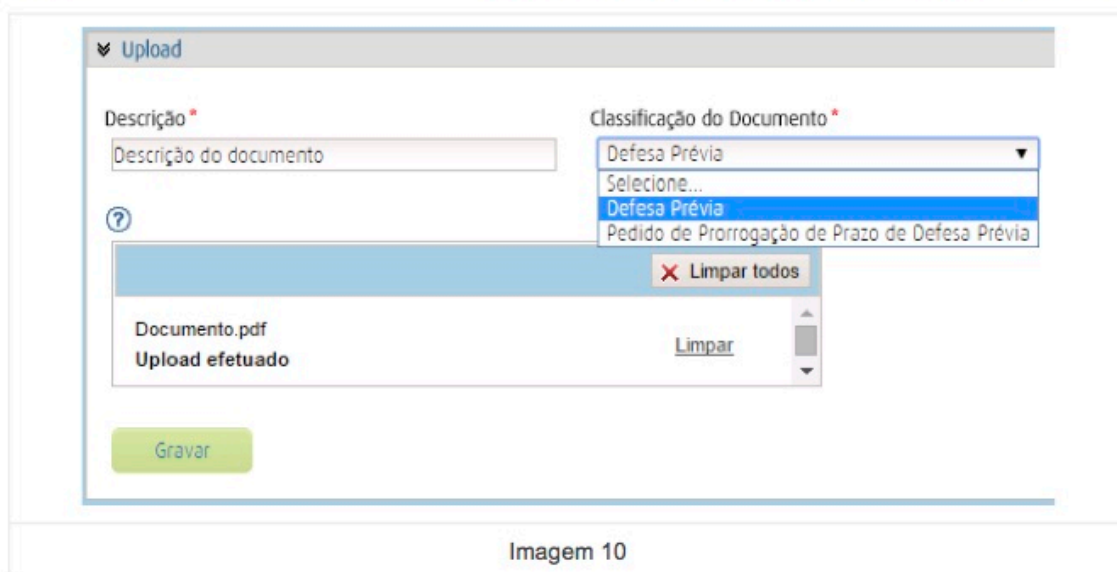 Upload
Descrição * Classificação do Documento *
Descrição do documento Defesa Prévia
Selecione...
Defesa Prévia
Pedido de Prorrogação de Prazo de Defesa Prévia
?
Limpar todos
Documento.pdf
Upload efetuado
Limpar
Gravar
Imagem 10